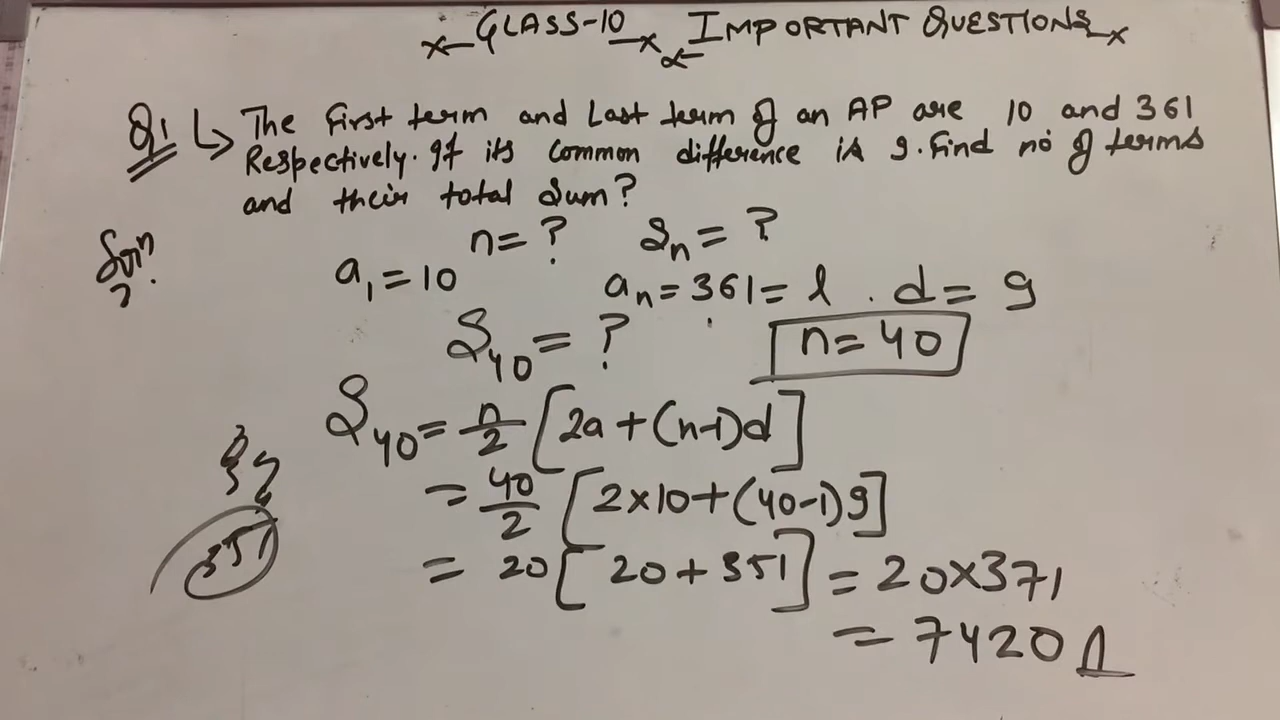 CLASS-10 IMPORTANT QUESTIONS
Q1 ↳ The First term and Last term of an AP are 10 and 361
Respectively. If its common difference is 9. Find no of terms
and their total Sum?
Soln n = ? Sn = ?
a₁ = 10 aₙ = 361 = l . d = 9
S₄₀ = ? n = 40
S₄₀ = n/2 [2a + (n-1)d]
= 40/2 [2×10 + (40-1)9]
= 20 [20 + 351] = 20×371
351
= 7420